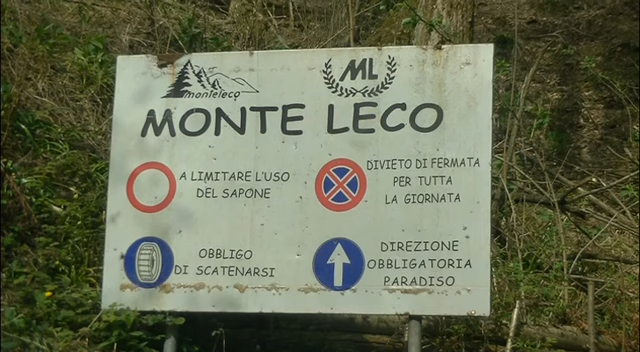 monteleco
ML
MONTE LECO
A LIMITARE L'USO
DEL SAPONE
DIVIETO DI FERMATA
PER TUTTA
LA GIORNATA
OBBLIGO
DI SCATENARSI
DIREZIONE
OBBLIGATORIA
PARADISO